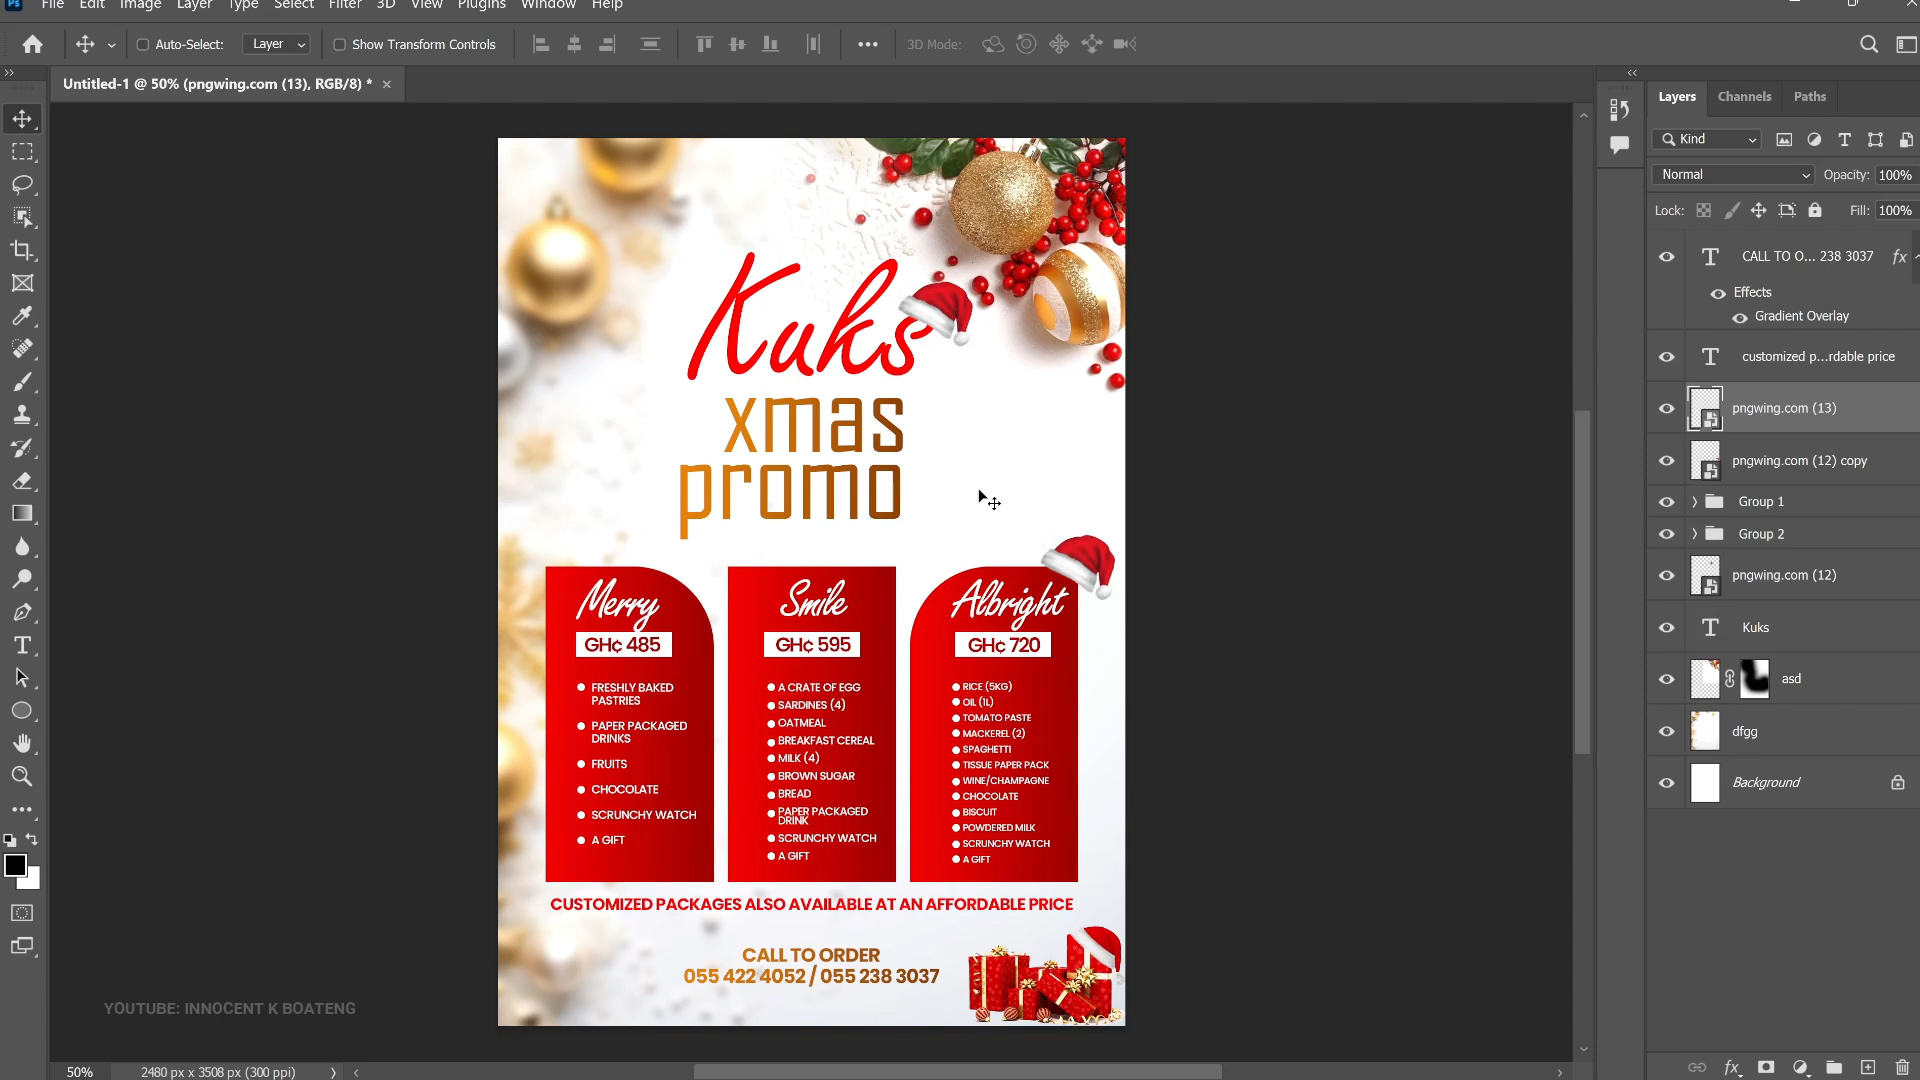 Ps File Edit Image Layer Type Select Filter 3D View Plugins Window Help
Auto-Select: Layer Show Transform Controls 3D Mode:
Untitled-1 @ 50% (pngwing.com (13), RGB/8) *
Kuks
xmas
promo
Merry
GH¢ 485
FRESHLY BAKED
PASTRIES
PAPER PACKAGED
DRINKS
FRUITS
CHOCOLATE
SCRUNCHY WATCH
A GIFT
Smile
GH¢ 595
A CRATE OF EGG
SARDINES (4)
OATMEAL
BREAKFAST CEREAL
MILK (4)
BROWN SUGAR
BREAD
PAPER PACKAGED
DRINK
SCRUNCHY WATCH
A GIFT
Albright
GH¢ 720
RICE (5KG)
OIL (1L)
TOMATO PASTE
MACKEREL (2)
SPAGHETTI
TISSUE PAPER PACK
WINE/CHAMPAGNE
CHOCOLATE
BISCUIT
POWDERED MILK
SCRUNCHY WATCH
A GIFT
CUSTOMIZED PACKAGES ALSO AVAILABLE AT AN AFFORDABLE PRICE
CALL TO ORDER
055 422 4052 / 055 238 3037
YOUTUBE: INNOCENT K BOATENG
50% 2480 px x 3508 px (300 ppi)
Layers Channels Paths
Kind
Normal Opacity: 100%
Lock: Fill: 100%
CALL TO O... 238 3037 fx
Effects
Gradient Overlay
customized p...rdable price
pngwing.com (13)
pngwing.com (12) copy
Group 1
Group 2
pngwing.com (12)
Kuks
asd
dfgg
Background
fx